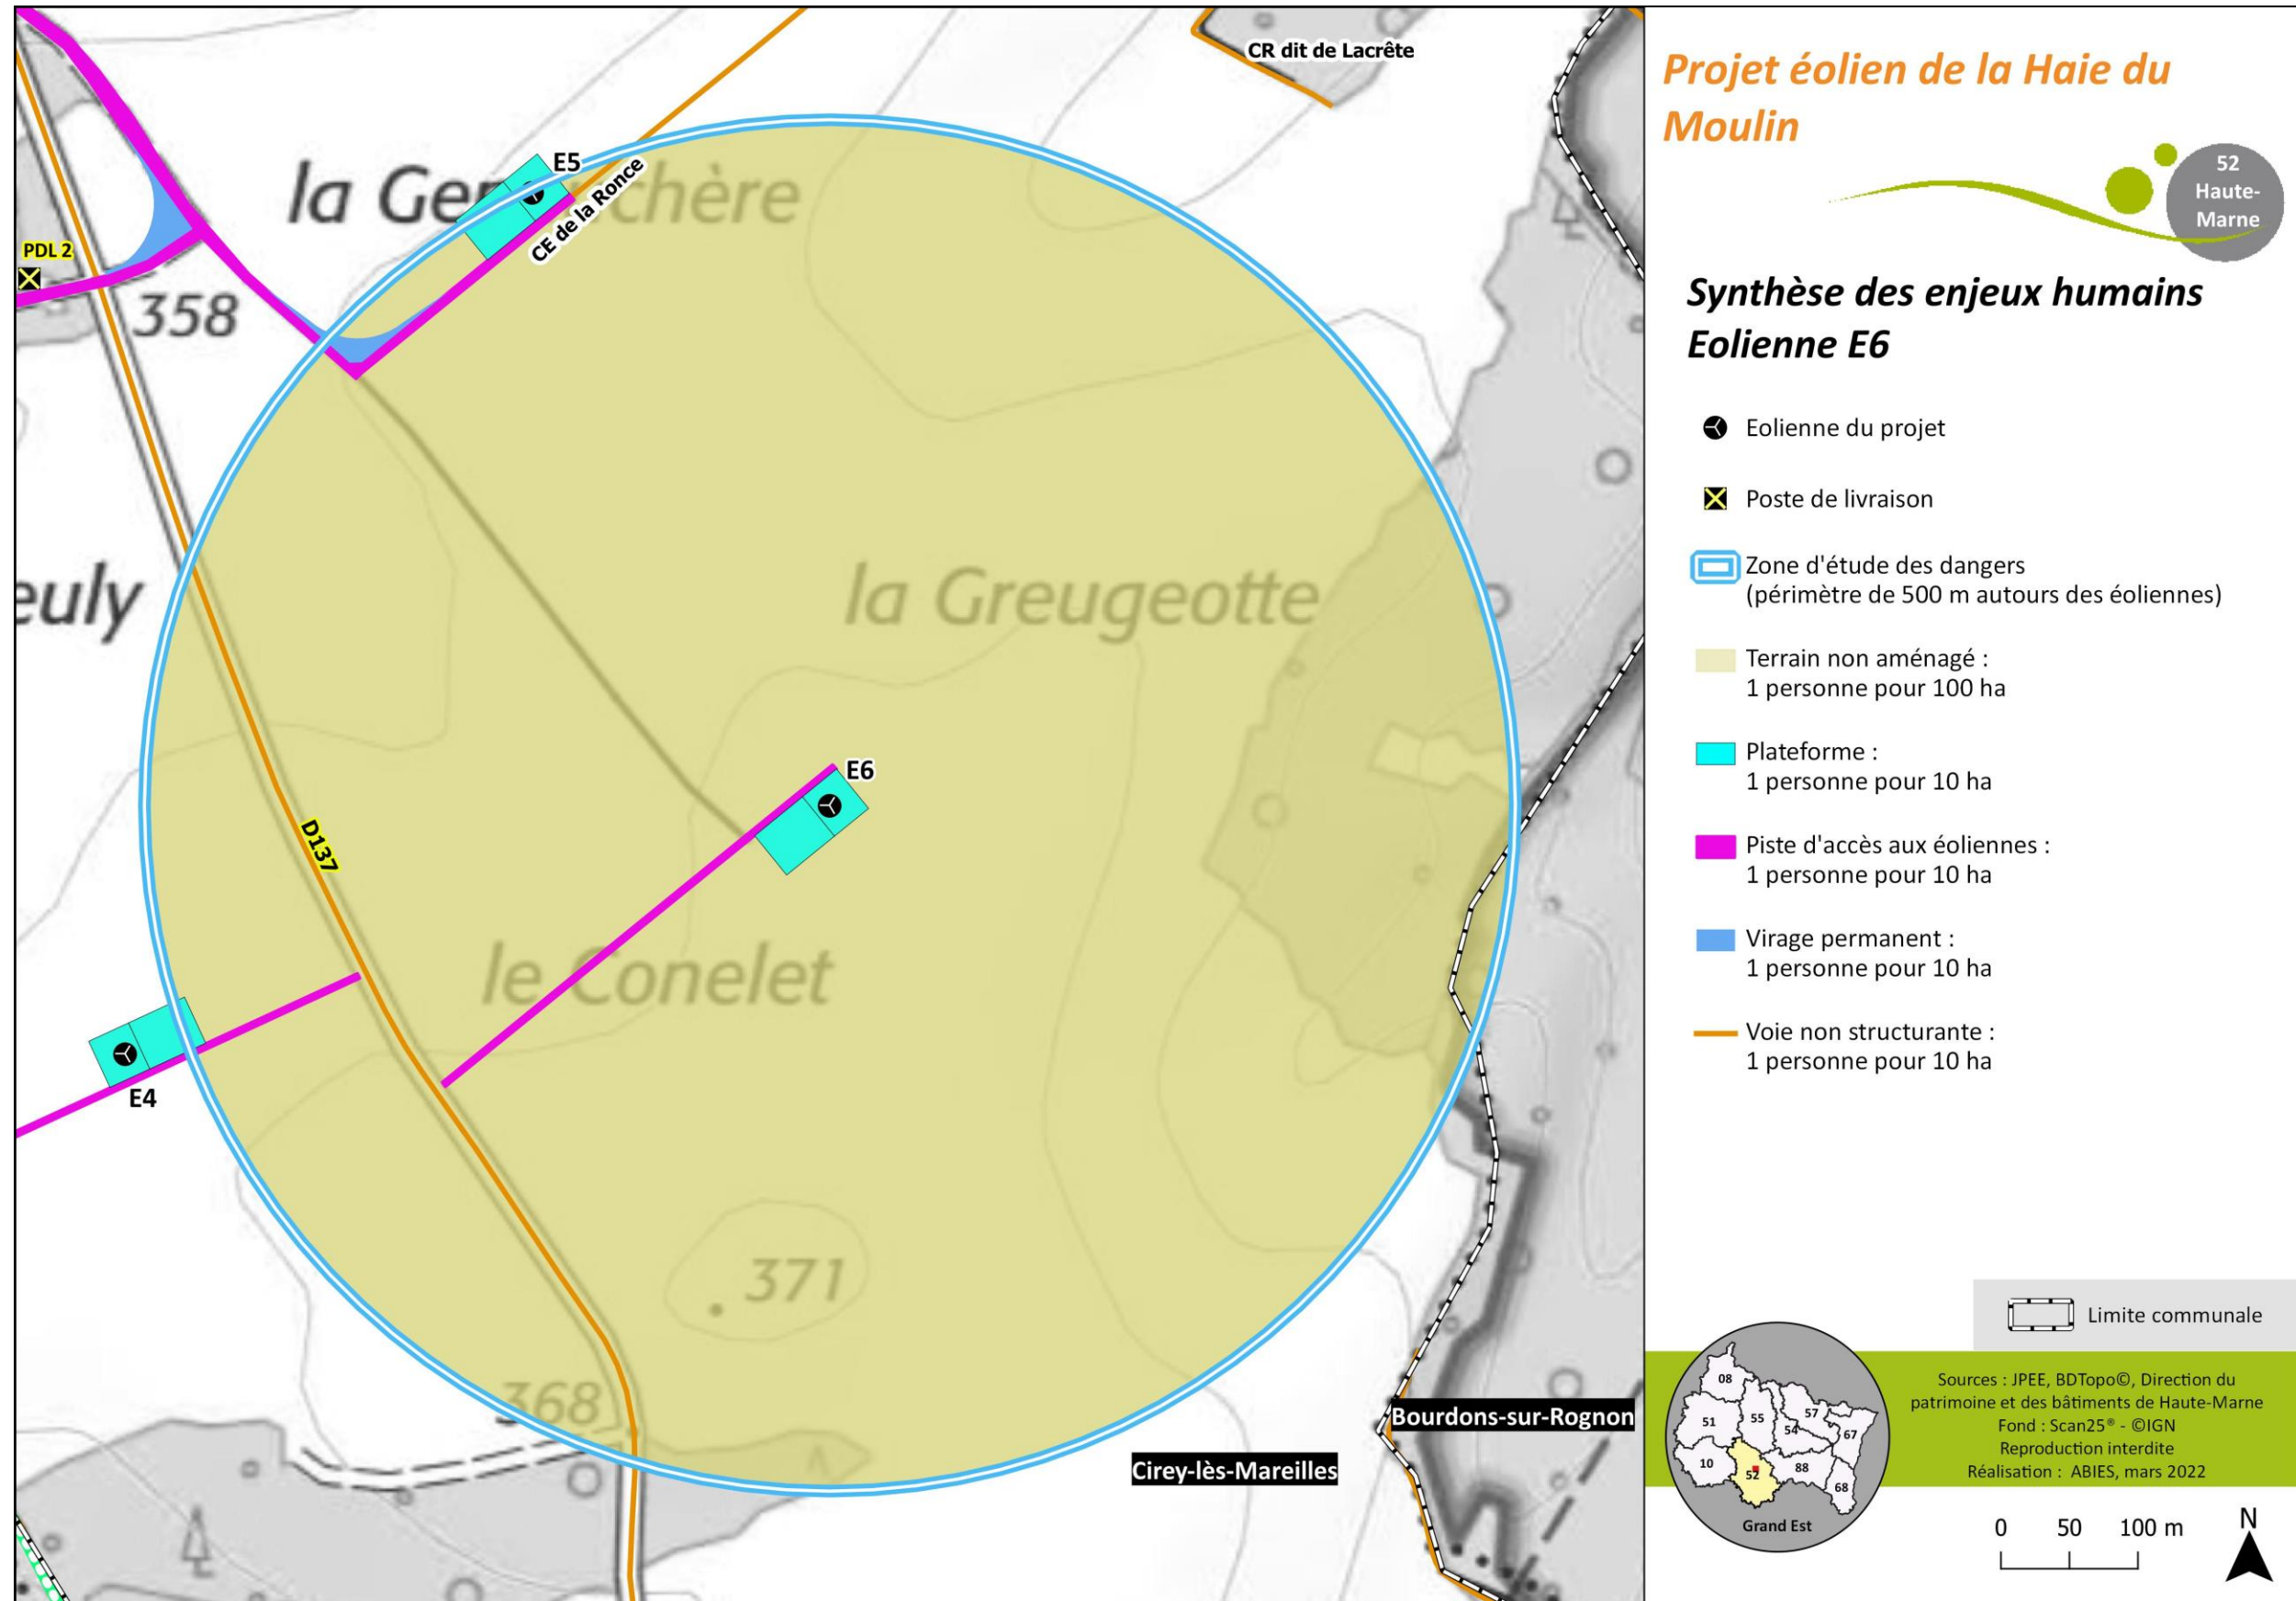 CR dit de Lacrête
E5
CE de la Ronce
PDL 2
358
euly
la Greugeotte
E6
D137
le Conelet
E4
371
368
Bourdons-sur-Rognon
Cirey-lès-Mareilles
Projet éolien de la Haie du
Moulin
52
Haute-
Marne
Synthèse des enjeux humains
Eolienne E6
Eolienne du projet
Poste de livraison
Zone d'étude des dangers
(périmètre de 500 m autours des éoliennes)
Terrain non aménagé :
1 personne pour 100 ha
Plateforme :
1 personne pour 10 ha
Piste d'accès aux éoliennes :
1 personne pour 10 ha
Virage permanent :
1 personne pour 10 ha
Voie non structurante :
1 personne pour 10 ha
Limite communale
08
51
55
57
54
67
10
52
88
68
Grand Est
Sources : JPEE, BDTopo©, Direction du
patrimoine et des bâtiments de Haute-Marne
Fond : Scan25® - ©IGN
Reproduction interdite
Réalisation : ABIES, mars 2022
0 50 100 m
N